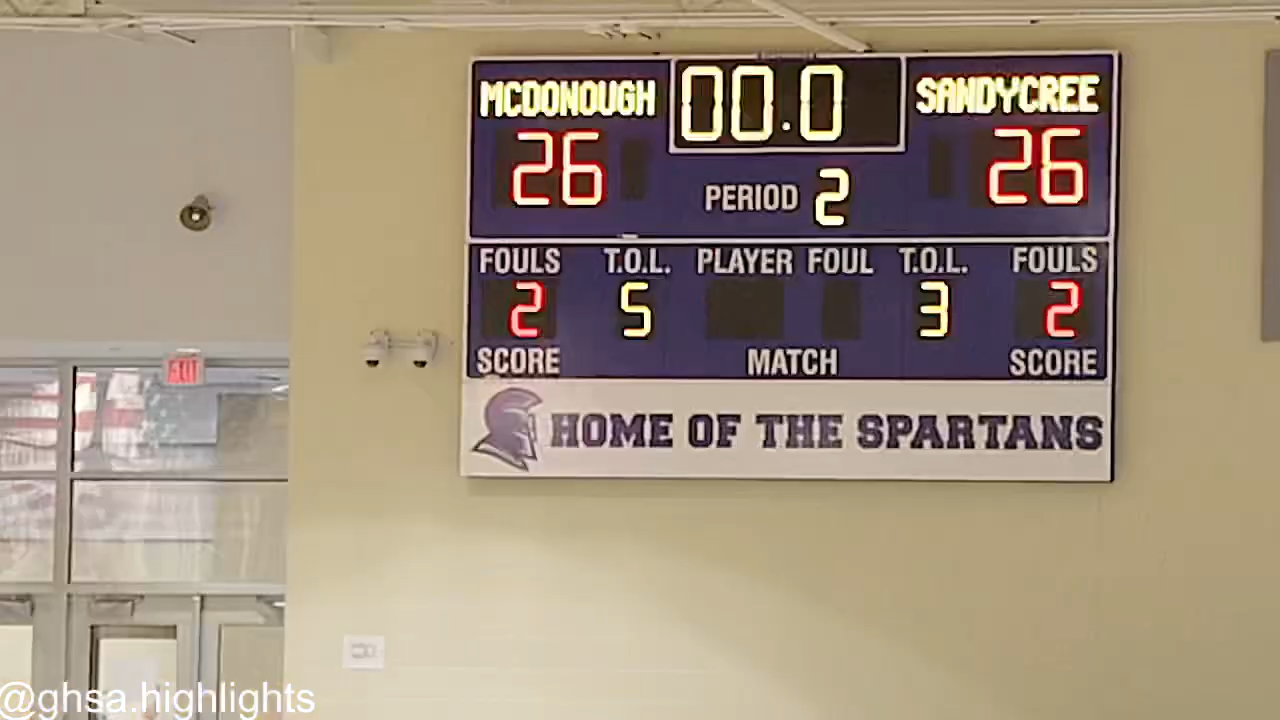 MCDONOUGH 00.0 SANDYCREE
26 PERIOD 2 26
FOULS T.O.L. PLAYER FOUL T.O.L. FOULS
2 5 3 2
SCORE MATCH SCORE
HOME OF THE SPARTANS
EXIT
@ghsa.highlights